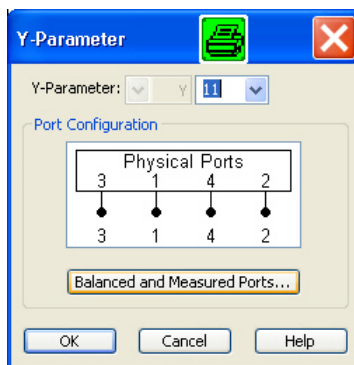 Y-Parameter
Y-Parameter: Y 11
Port Configuration
Physical Ports
3 1 4 2
3 1 4 2
Balanced and Measured Ports...
OK Cancel Help